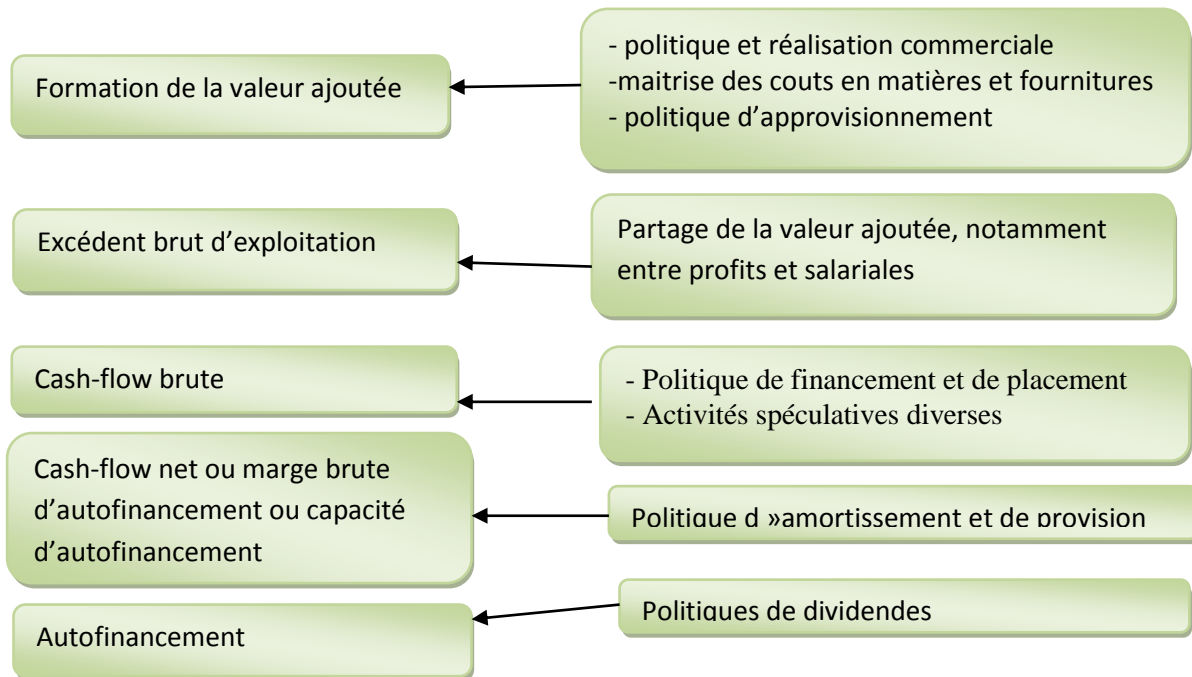 Formation de la valeur ajoutée
- politique et réalisation commerciale
-maitrise des couts en matières et fournitures
- politique d’approvisionnement
Excédent brut d’exploitation
Partage de la valeur ajoutée, notamment
entre profits et salariales
Cash-flow brute
- Politique de financement et de placement
- Activités spéculatives diverses
Cash-flow net ou marge brute
d’autofinancement ou capacité
d’autofinancement
Politique d »amortissement et de provision
Autofinancement
Politiques de dividendes